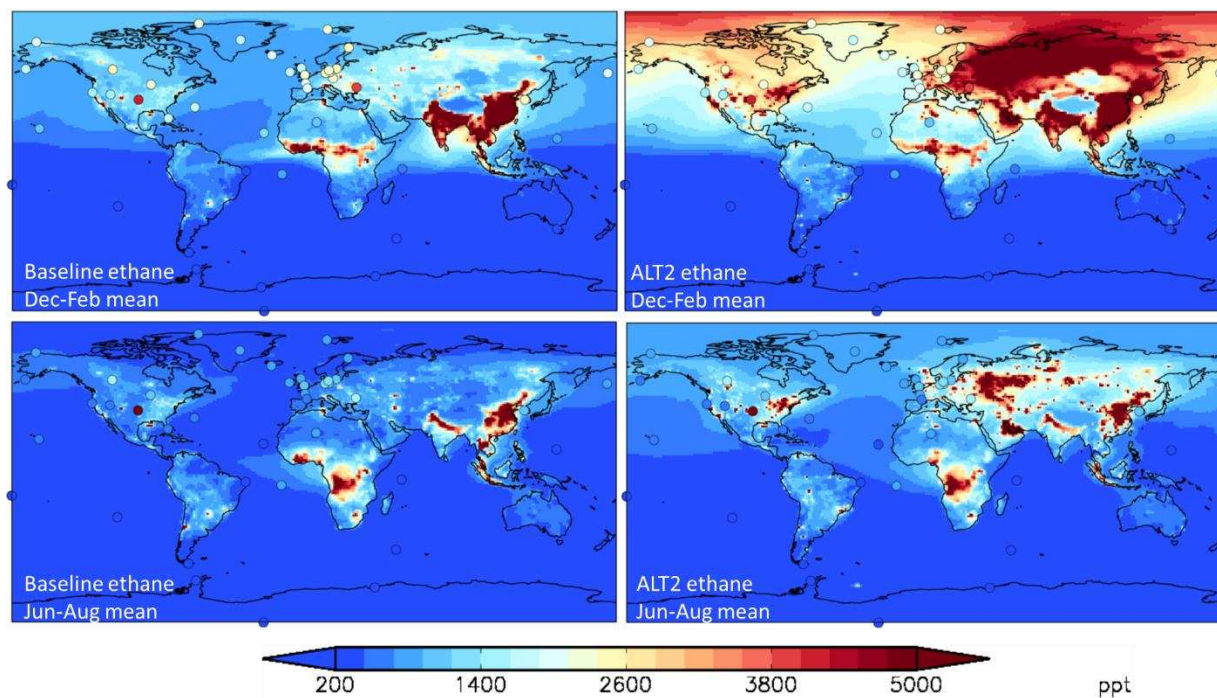 Baseline ethane
Dec-Feb mean
ALT2 ethane
Dec-Feb mean
Baseline ethane
Jun-Aug mean
ALT2 ethane
Jun-Aug mean
200 1400 2600 3800 5000 ppt